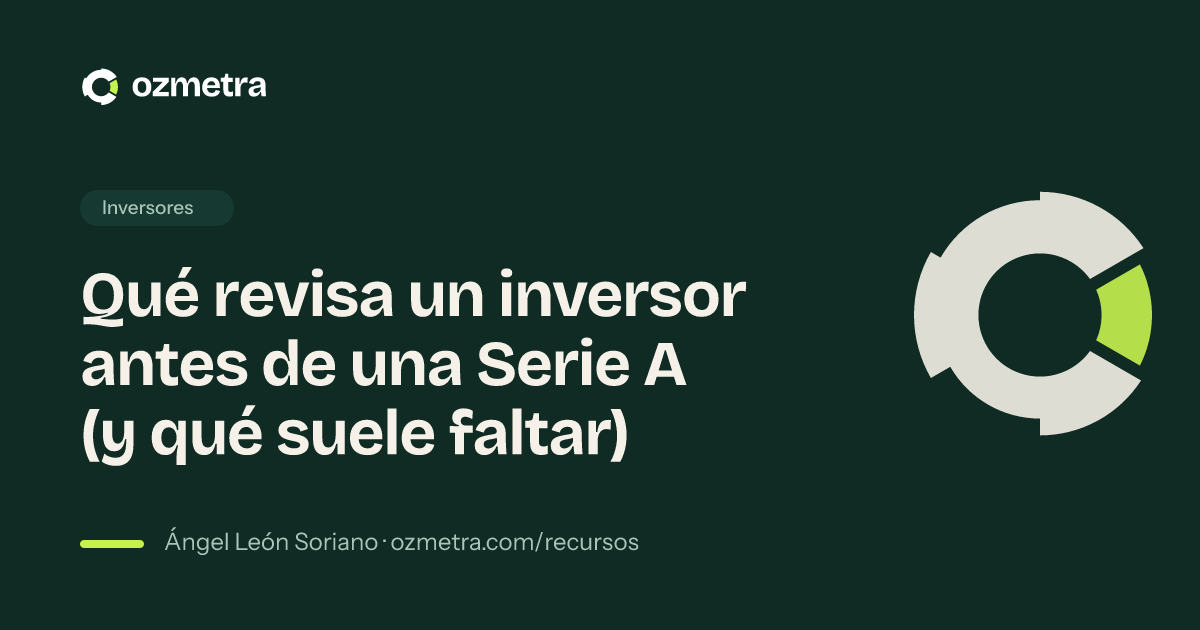 ozmetra
Inversores
Qué revisa un inversor
antes de una Serie A
(y qué suele faltar)
Ángel León Soriano · ozmetra.com/recursos